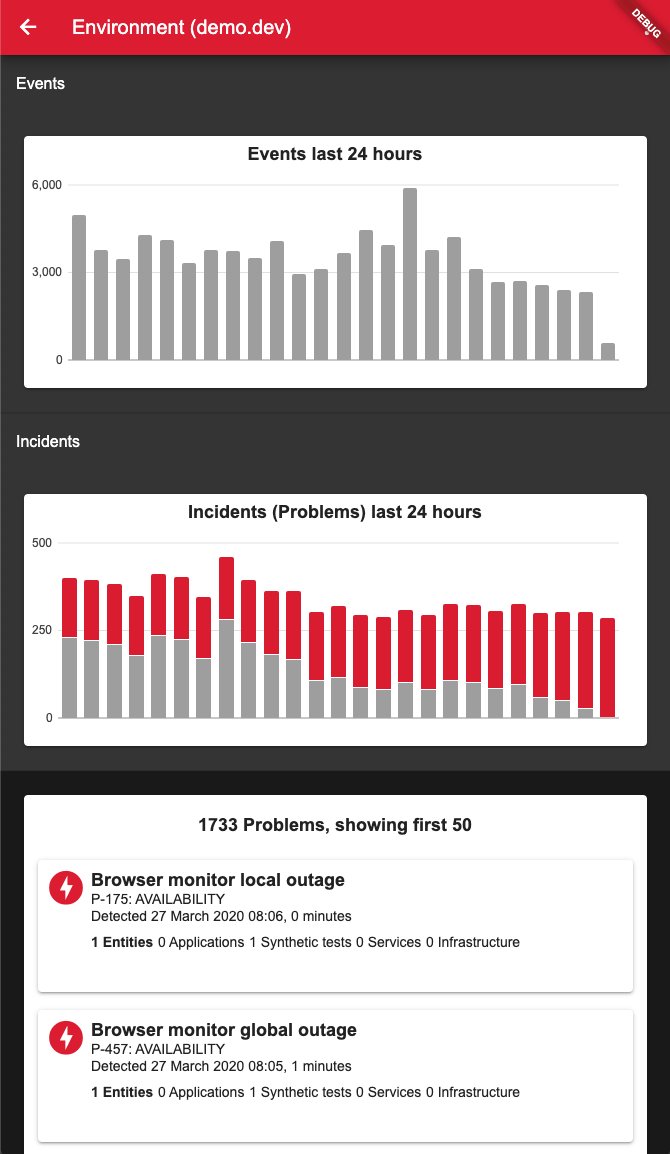 Environment (demo.dev)
DEBUG
Events
Events last 24 hours
6,000
3,000
0
Incidents
Incidents (Problems) last 24 hours
500
250
0
1733 Problems, showing first 50
Browser monitor local outage
P-175: AVAILABILITY
Detected 27 March 2020 08:06, 0 minutes
1 Entities 0 Applications 1 Synthetic tests 0 Services 0 Infrastructure
Browser monitor global outage
P-457: AVAILABILITY
Detected 27 March 2020 08:05, 1 minutes
1 Entities 0 Applications 1 Synthetic tests 0 Services 0 Infrastructure